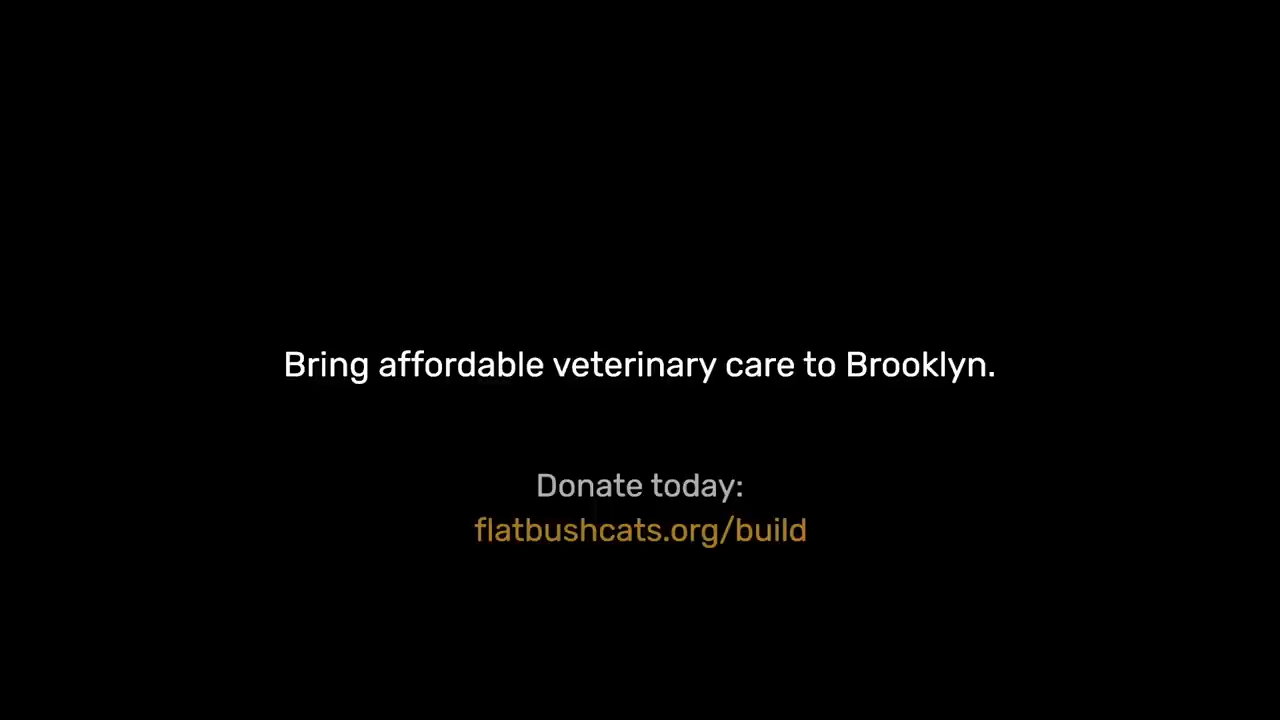 Bring affordable veterinary care to Brooklyn.
Donate today:
flatbushcats.org/build